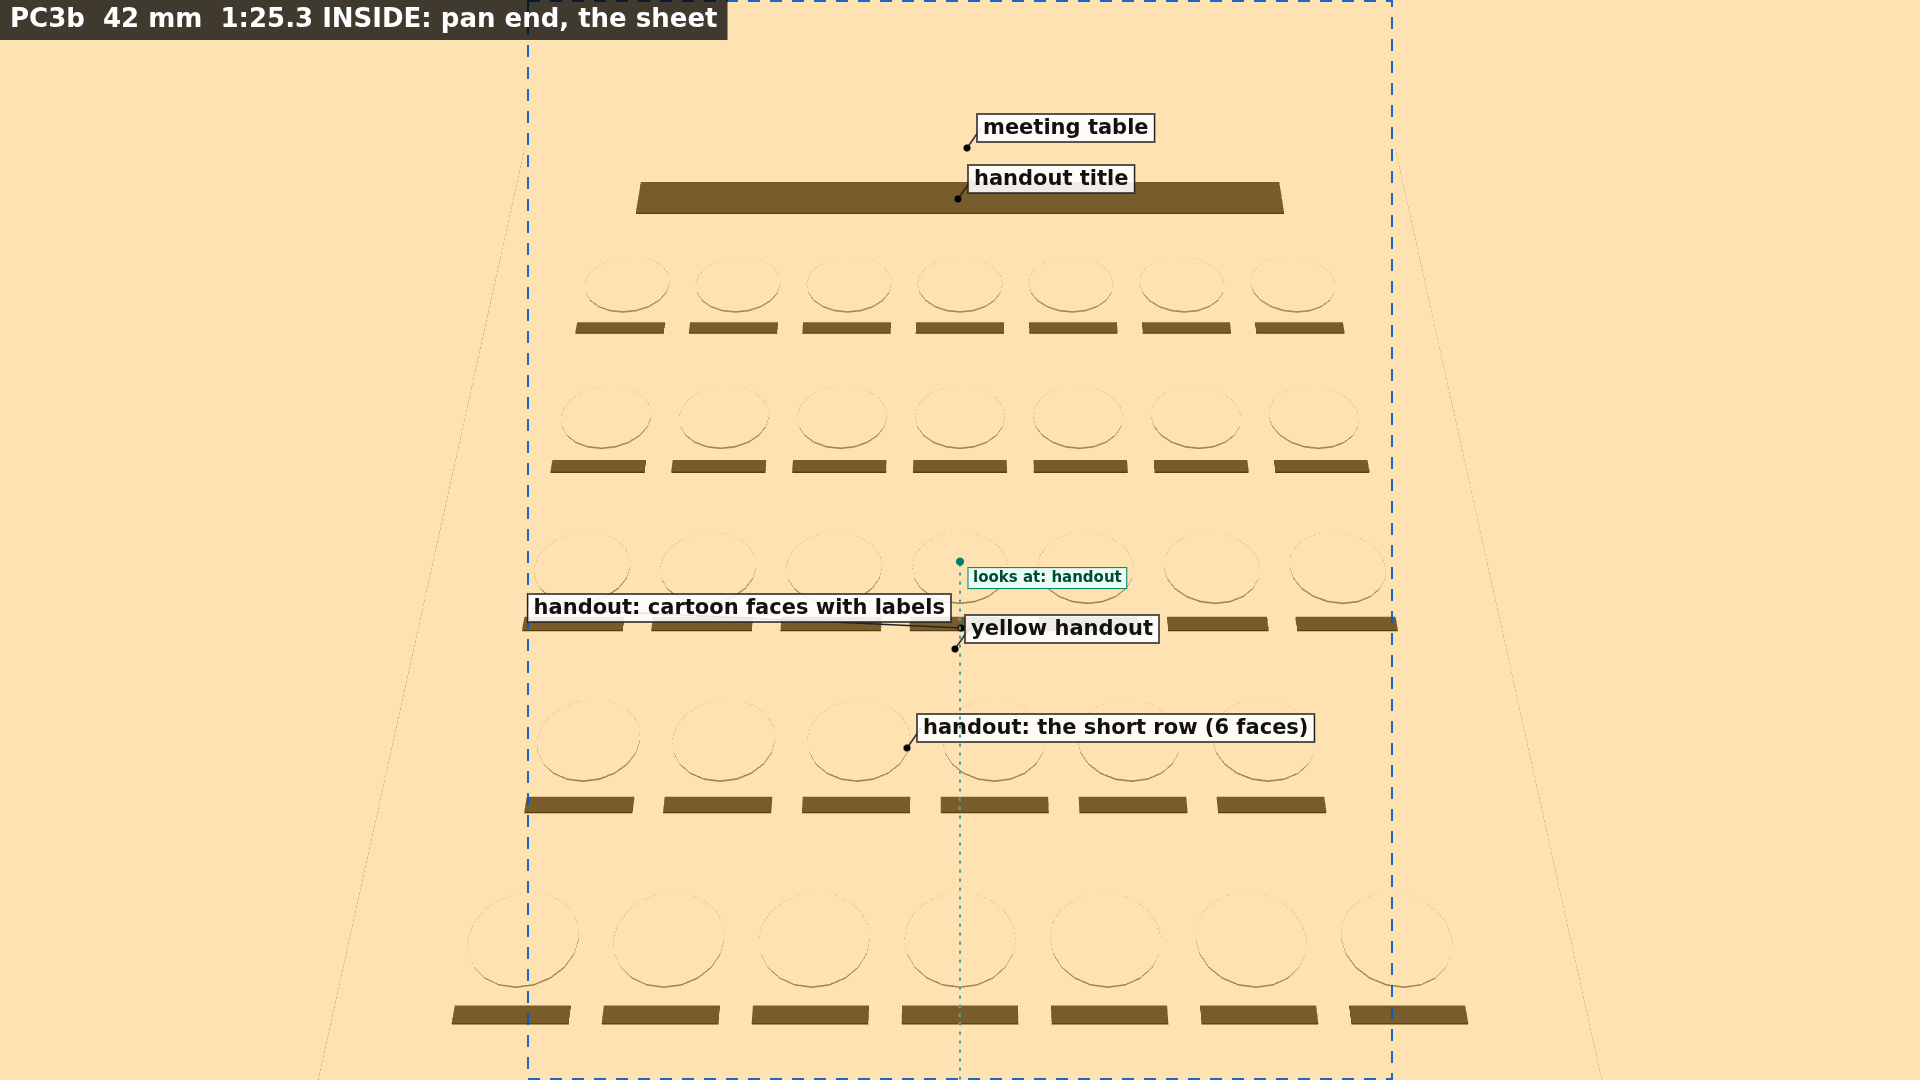 PC3b 42 mm 1:25.3 INSIDE: pan end, the sheet
meeting table
handout title
looks at: handout
handout: cartoon faces with labels
yellow handout
handout: the short row (6 faces)